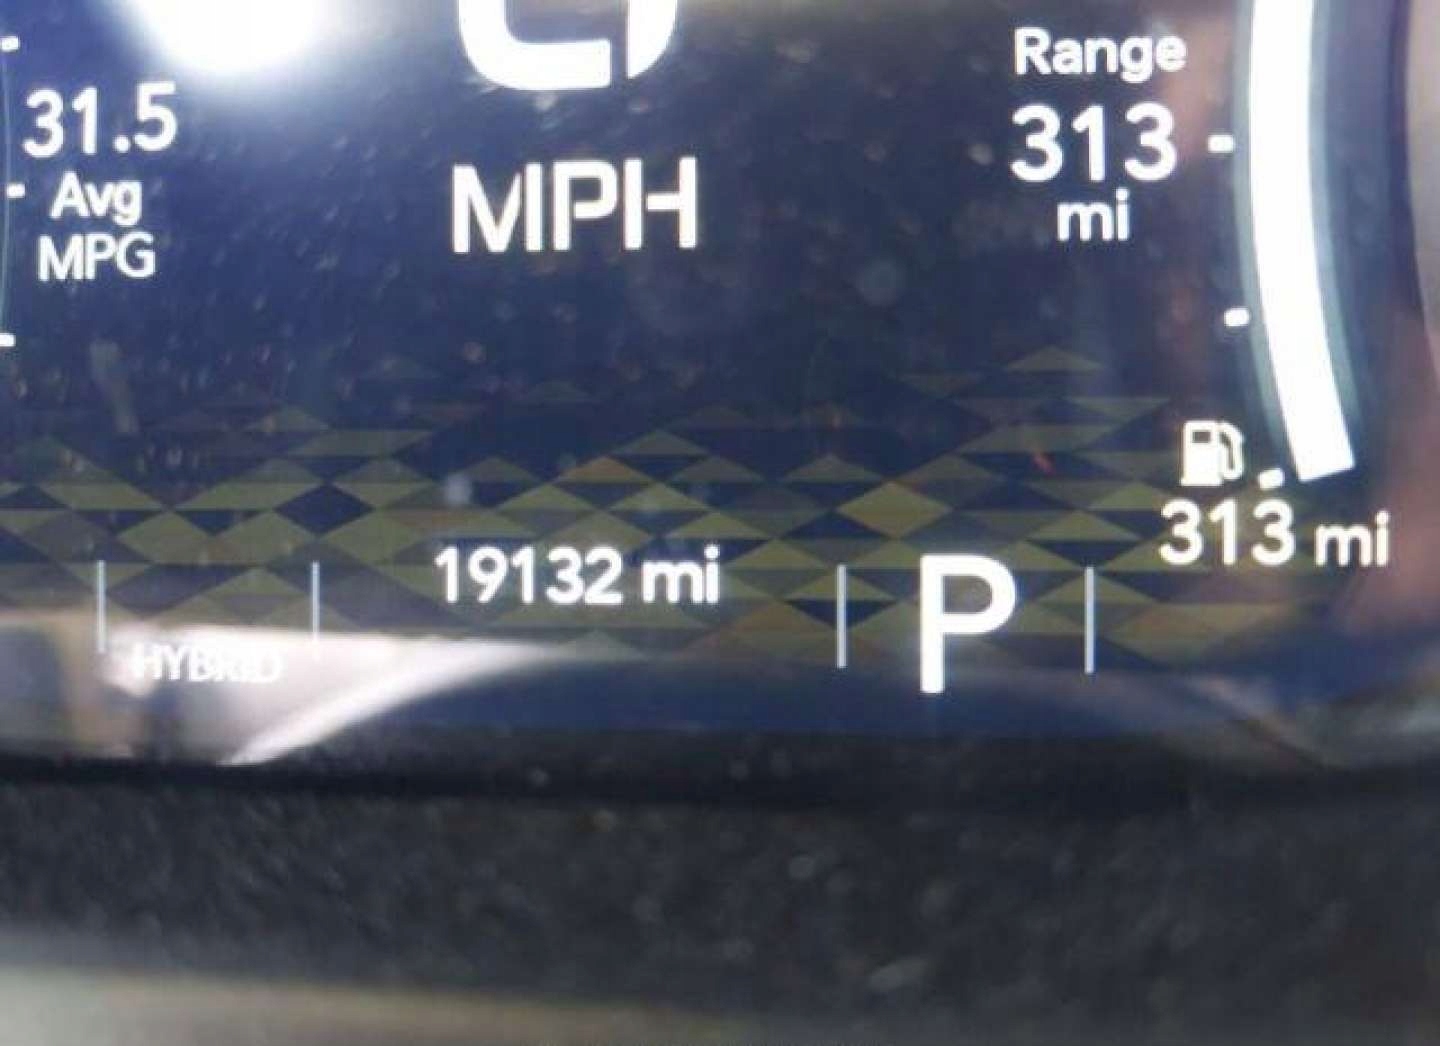 Range
31.5
313
Avg
MPH
mi
MPG
313 mi
19132 mi
P
HYBRID